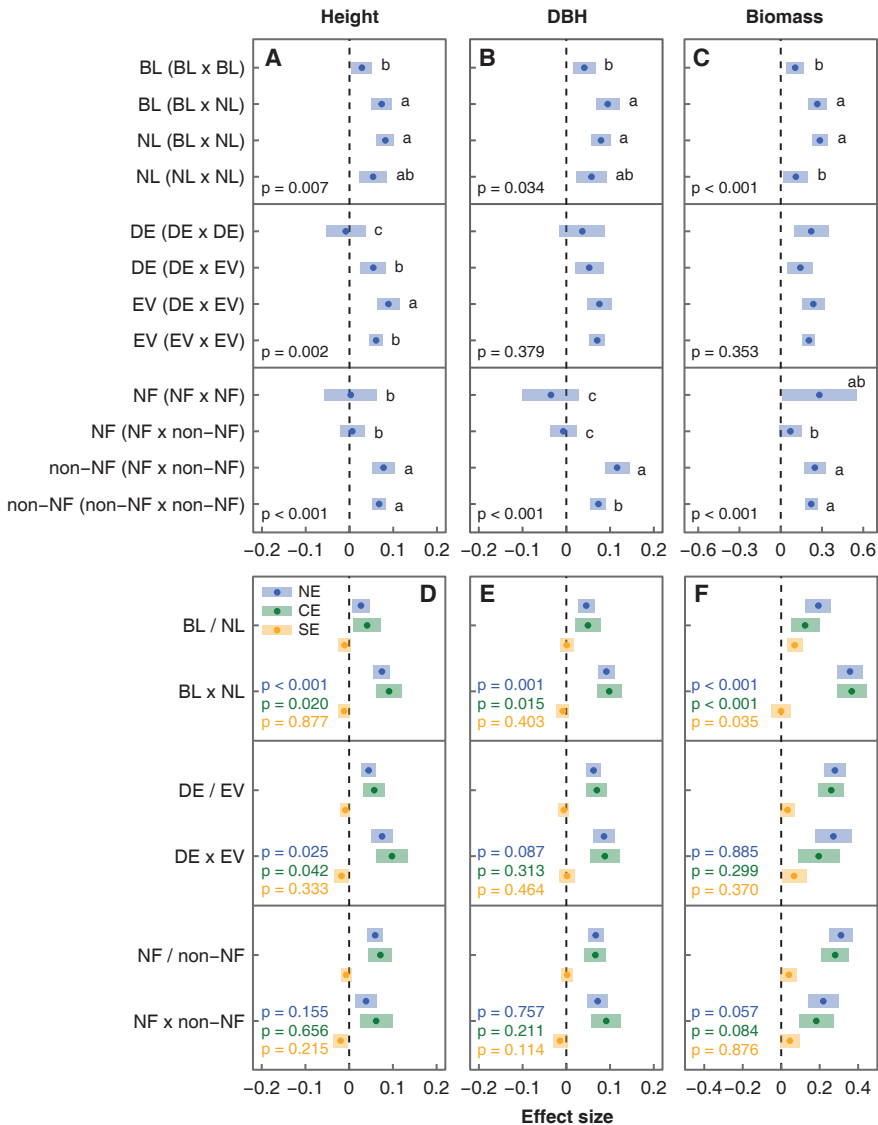 Height DBH Biomass
A B C
BL (BL x BL) b b b
BL (BL x NL) a a a
NL (BL x NL) a a a
NL (NL x NL) ab ab b
p = 0.007 p = 0.034 p < 0.001
DE (DE x DE) c
DE (DE x EV) b
EV (DE x EV) a
EV (EV x EV) b
p = 0.002 p = 0.379 p = 0.353
NF (NF x NF) b c ab
NF (NF x non−NF) b c b
non−NF (NF x non−NF) a a a
non−NF (non−NF x non−NF) a b a
p < 0.001 p < 0.001 p < 0.001
−0.2 −0.1 0 0.1 0.2 −0.2 −0.1 0 0.1 0.2 −0.6 −0.3 0 0.3 0.6
D E F
NE
CE
SE
BL / NL
BL x NL
p < 0.001 p = 0.001 p < 0.001
p = 0.020 p = 0.015 p < 0.001
p = 0.877 p = 0.403 p = 0.035
DE / EV
DE x EV
p = 0.025 p = 0.087 p = 0.885
p = 0.042 p = 0.313 p = 0.299
p = 0.333 p = 0.464 p = 0.370
NF / non−NF
NF x non−NF
p = 0.155 p = 0.757 p = 0.057
p = 0.656 p = 0.211 p = 0.084
p = 0.215 p = 0.114 p = 0.876
−0.2 −0.1 0 0.1 0.2 −0.2 −0.1 0 0.1 0.2 −0.4 −0.2 0 0.2 0.4
Effect size